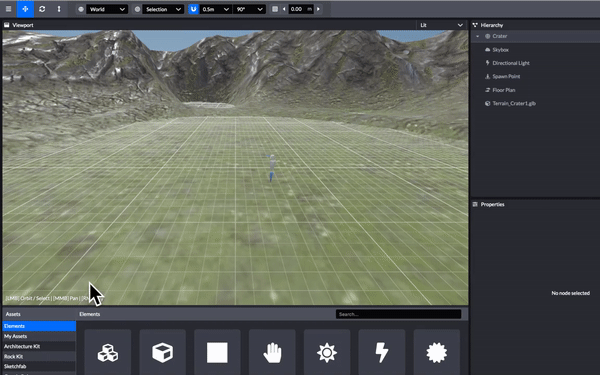 World
Selection
0.5m
90°
0.00 m
Viewport
Lit
Hierarchy
Crater
Skybox
Directional Light
Spawn Point
Floor Plan
Terrain_Crater1.glb
Properties
No node selected
[LMB] Orbit / Select | [MMB] Pan |
Assets
Elements
Search...
Elements
My Assets
Architecture Kit
Rock Kit
Sketchfab